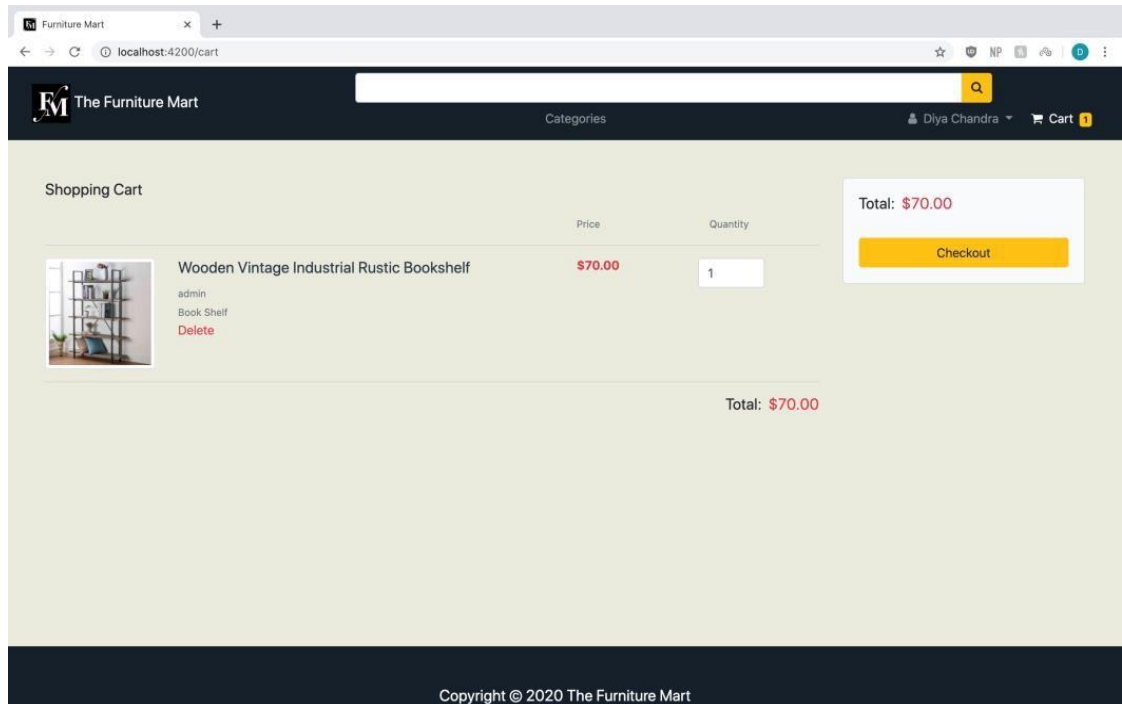 Furniture Mart
localhost:4200/cart
NP
D
FM The Furniture Mart
Categories
Diya Chandra
Cart 1
Shopping Cart
Price Quantity
Wooden Vintage Industrial Rustic Bookshelf $70.00 1
admin
Book Shelf
Delete
Total: $70.00
Total: $70.00
Checkout
Copyright © 2020 The Furniture Mart